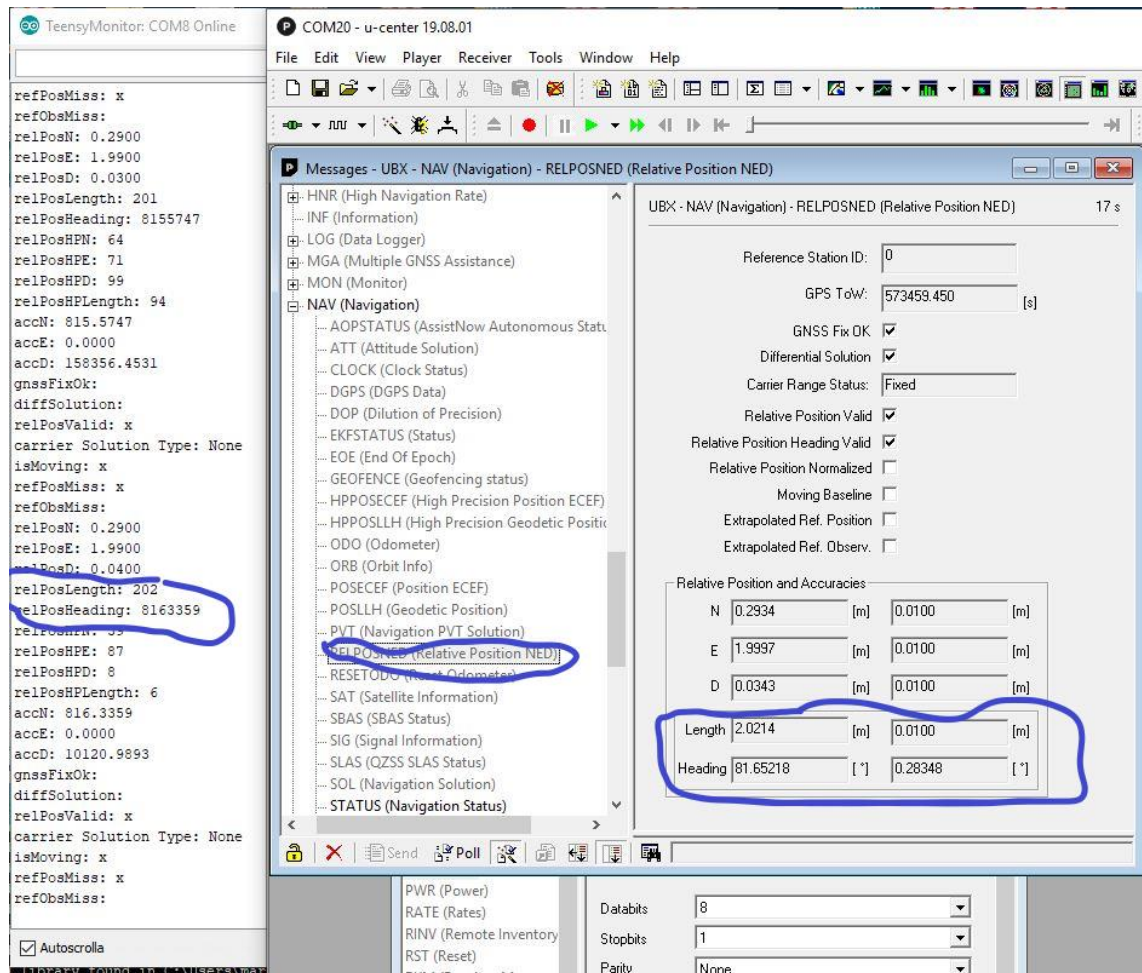 TeensyMonitor: COM8 Online
refPosMiss: x
refObsMiss:
relPosN: 0.2900
relPosE: 1.9900
relPosD: 0.0300
relPosLength: 201
relPosHeading: 8155747
relPosHPN: 64
relPosHPE: 71
relPosHPD: 99
relPosHPLength: 94
accN: 815.5747
accE: 0.0000
accD: 158356.4531
gnssFixOk:
diffSolution:
relPosValid: x
carrier Solution Type: None
isMoving: x
refPosMiss: x
refObsMiss:
relPosN: 0.2900
relPosE: 1.9900
relPosD: 0.0400
relPosLength: 202
relPosHeading: 8163359
relPosHPN: 39
relPosHPE: 87
relPosHPD: 8
relPosHPLength: 6
accN: 816.3359
accE: 0.0000
accD: 10120.9893
gnssFixOk:
diffSolution:
relPosValid: x
carrier Solution Type: None
isMoving: x
refPosMiss: x
refObsMiss:
Autoscrolla
COM20 - u-center 19.08.01
File Edit View Player Receiver Tools Window Help
Messages - UBX - NAV (Navigation) - RELPOSNED (Relative Position NED)
HNR (High Navigation Rate)
INF (Information)
LOG (Data Logger)
MGA (Multiple GNSS Assistance)
MON (Monitor)
NAV (Navigation)
AOPSTATUS (AssistNow Autonomous Statu
ATT (Attitude Solution)
CLOCK (Clock Status)
DGPS (DGPS Data)
DOP (Dilution of Precision)
EKFSTATUS (Status)
EOE (End Of Epoch)
GEOFENCE (Geofencing status)
HPPOSECEF (High Precision Position ECEF)
HPPOSLLH (High Precision Geodetic Positic
ODO (Odometer)
ORB (Orbit Info)
POSECEF (Position ECEF)
POSLLH (Geodetic Position)
PVT (Navigation PVT Solution)
RELPOSNED (Relative Position NED)
RESETODO (Reset Odometer)
SAT (Satellite Information)
SBAS (SBAS Status)
SIG (Signal Information)
SLAS (QZSS SLAS Status)
SOL (Navigation Solution)
STATUS (Navigation Status)
UBX - NAV (Navigation) - RELPOSNED (Relative Position NED) 17 s
Reference Station ID: 0
GPS ToW: 573459.450 [s]
GNSS Fix OK
Differential Solution
Carrier Range Status: Fixed
Relative Position Valid
Relative Position Heading Valid
Relative Position Normalized
Moving Baseline
Extrapolated Ref. Position
Extrapolated Ref. Observ.
Relative Position and Accuracies
N 0.2934 [m] 0.0100 [m]
E 1.9997 [m] 0.0100 [m]
D 0.0343 [m] 0.0100 [m]
Length 2.0214 [m] 0.0100 [m]
Heading 81.65218 [°] 0.28348 [°]
Send Poll
PWR (Power)
RATE (Rates)
RINV (Remote Inventory
RST (Reset)
Databits 8
Stopbits 1
Parity None